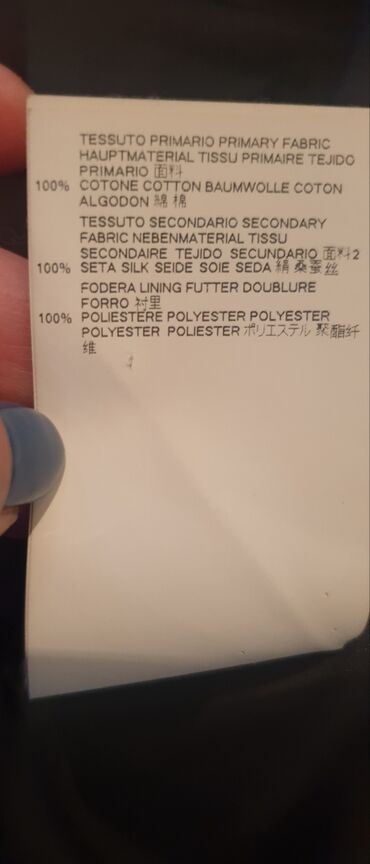 TESSUTO PRIMARIO PRIMARY FABRIC
HAUPTMATERIAL TISSU PRIMAIRE TEJIDO
PRIMARIO 面料
100% COTONE COTTON BAUMWOLLE COTON
ALGODON 綿 棉
TESSUTO SECONDARIO SECONDARY
FABRIC NEBENMATERIAL TISSU
SECONDAIRE TEJIDO SECUNDARIO 面料2
100% SETA SILK SEIDE SOIE SEDA 絹 桑蚕丝
FODERA LINING FUTTER DOUBLURE
FORRO 衬里
100% POLIESTERE POLYESTER POLYESTER
POLYESTER POLIESTER ポリエステル 聚酯纤
维